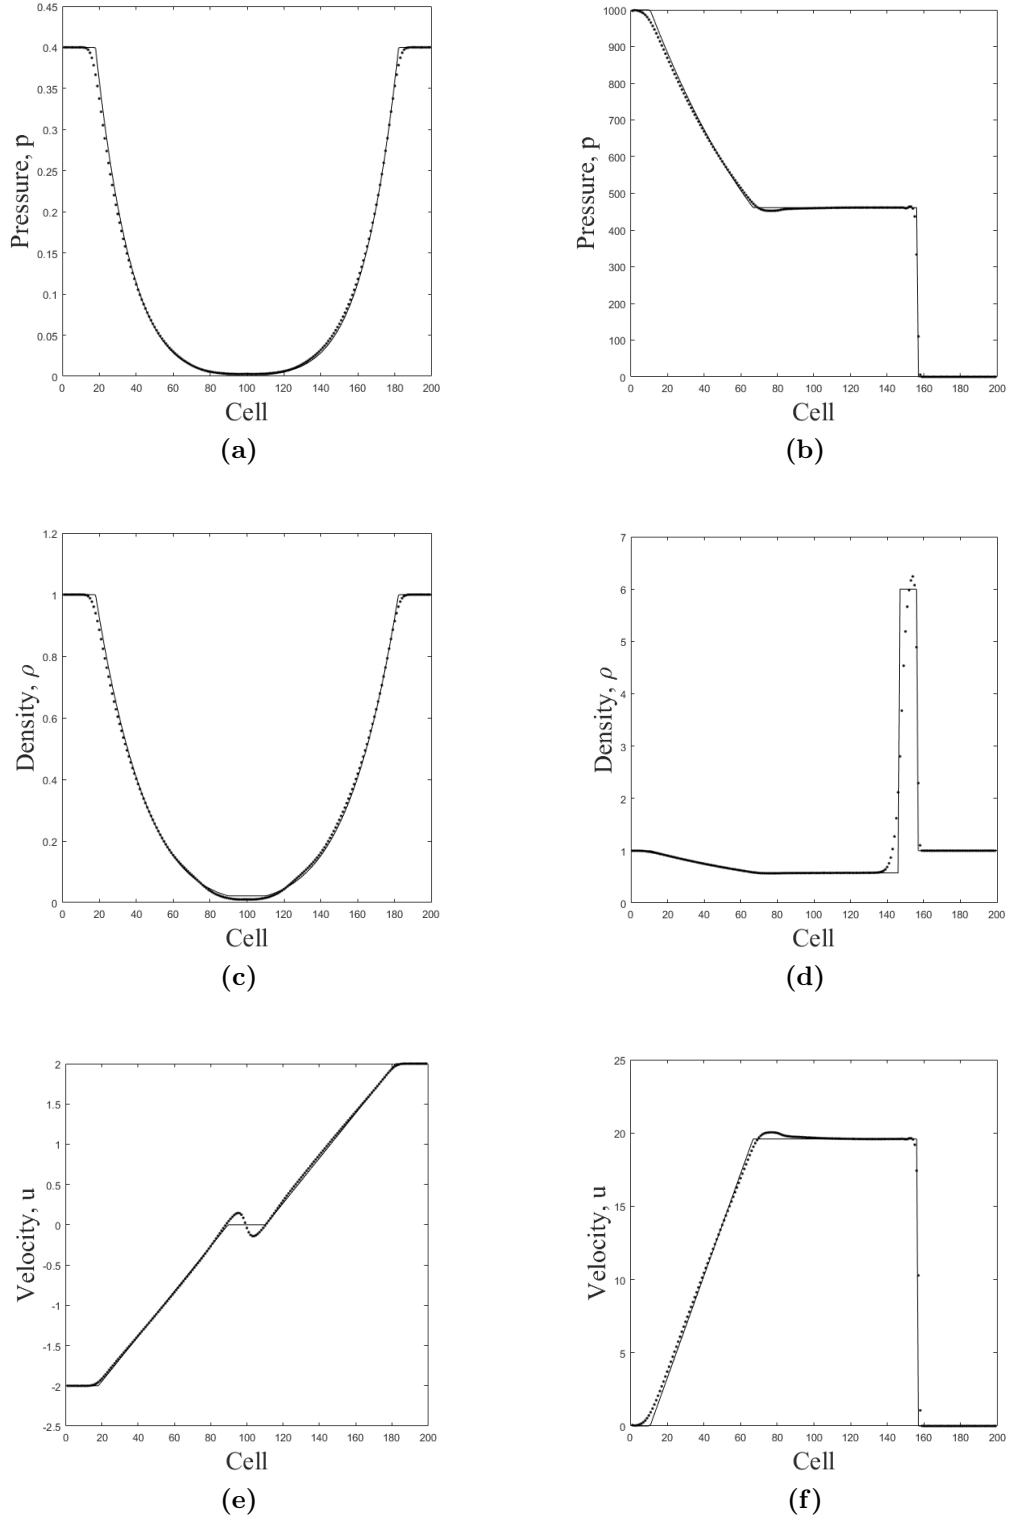 0.45
0.4
0.35
0.3
0.25
0.2
0.15
0.1
0.05
0
Pressure, p
0 20 40 60 80 100 120 140 160 180 200
Cell
(a)
1000
900
800
700
600
500
400
300
200
100
0
Pressure, p
0 20 40 60 80 100 120 140 160 180 200
Cell
(b)
1.2
1
0.8
0.6
0.4
0.2
0
Density, ρ
0 20 40 60 80 100 120 140 160 180 200
Cell
(c)
7
6
5
4
3
2
1
0
Density, ρ
0 20 40 60 80 100 120 140 160 180 200
Cell
(d)
2
1.5
1
0.5
0
-0.5
-1
-1.5
-2
-2.5
Velocity, u
0 20 40 60 80 100 120 140 160 180 200
Cell
(e)
25
20
15
10
5
0
Velocity, u
0 20 40 60 80 100 120 140 160 180 200
Cell
(f)